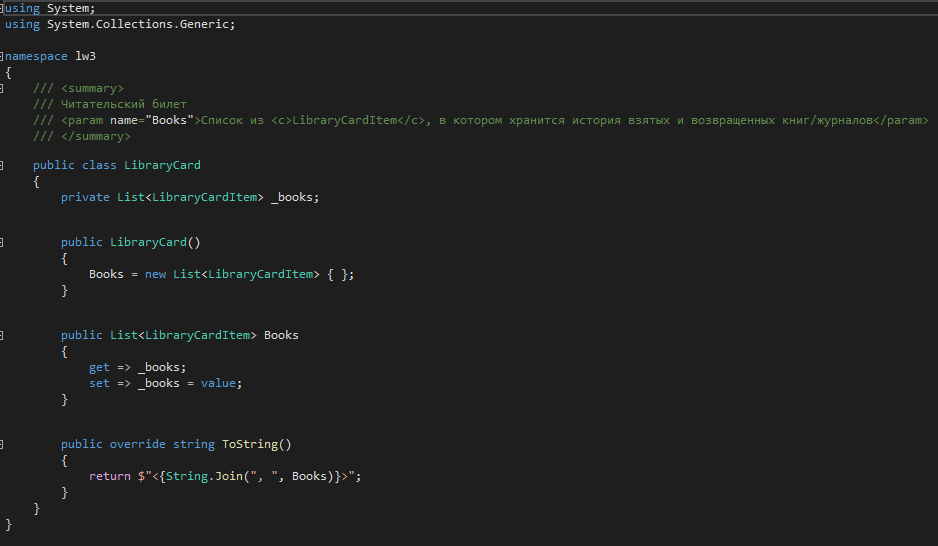 using System;
using System.Collections.Generic;
namespace lw3
{
/// <summary>
/// Читательский билет
/// <param name="Books">Список из <c>LibraryCardItem</c>, в котором хранится история взятых и возвращенных книг/журналов</param>
/// </summary>
public class LibraryCard
{
private List<LibraryCardItem> _books;
public LibraryCard()
{
Books = new List<LibraryCardItem> { };
}
public List<LibraryCardItem> Books
{
get => _books;
set => _books = value;
}
public override string ToString()
{
return $"<{String.Join(", ", Books)}>";
}
}
}